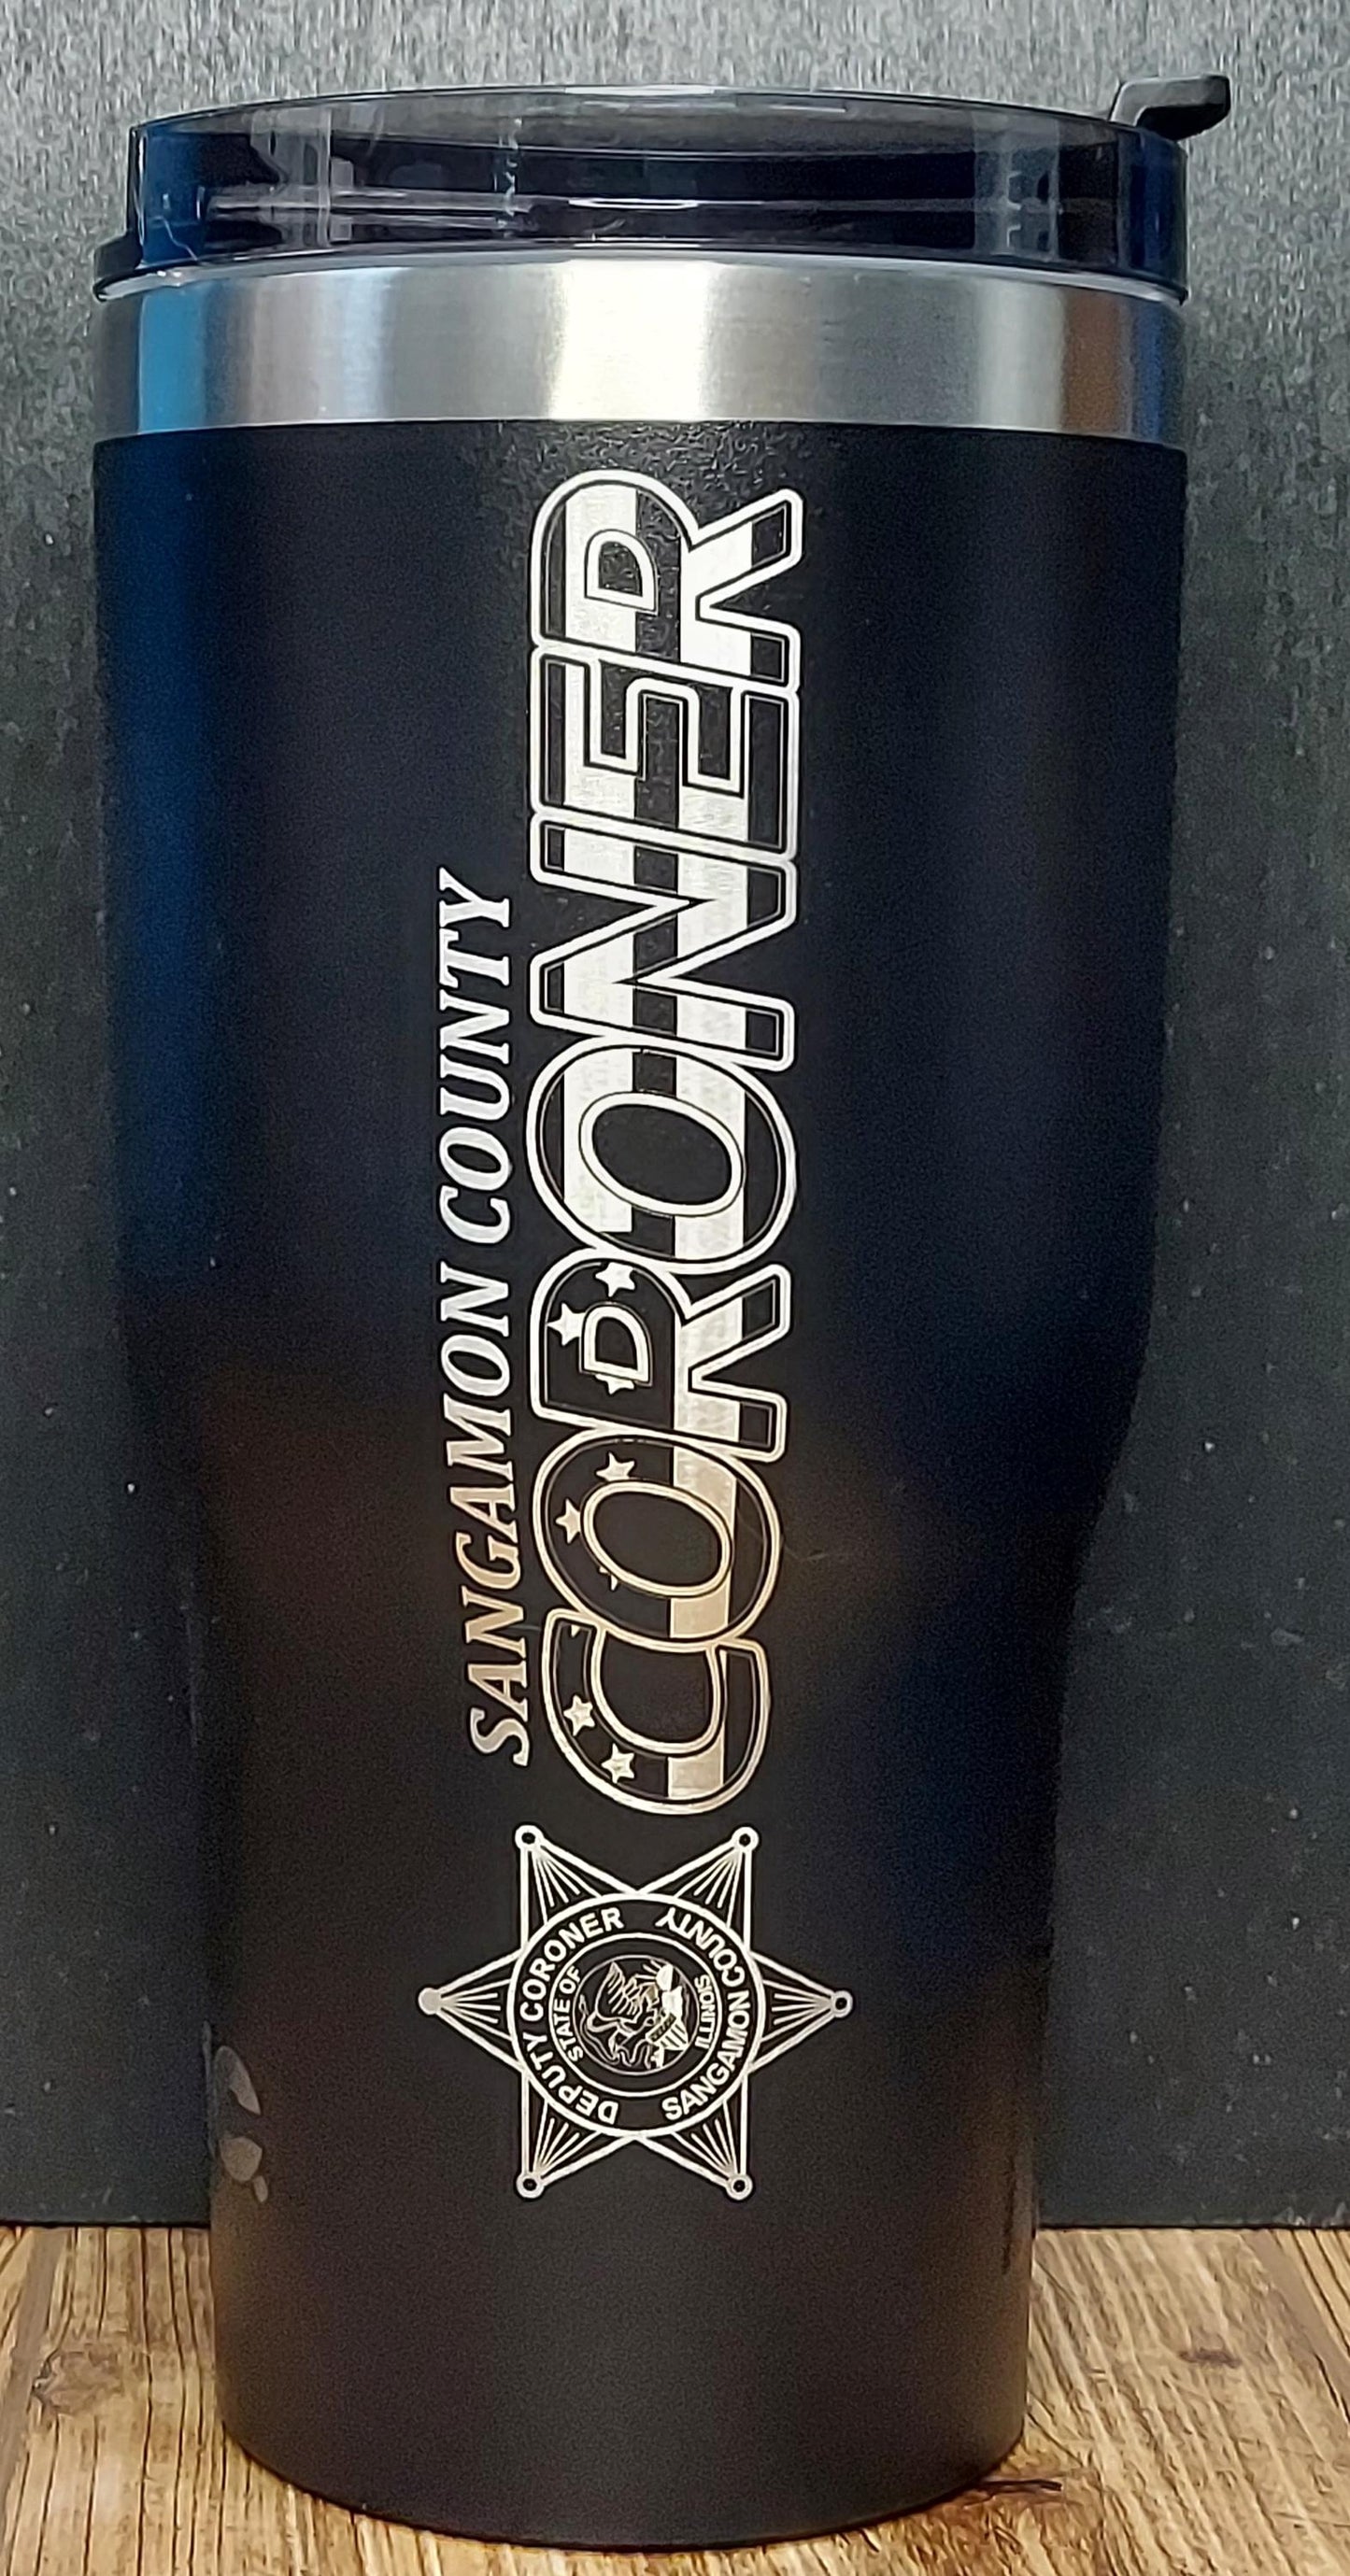 SANGAMON COUNTY
CORONER
DEPUTY CORONER
STATE OF
ILLINOIS
SANGAMON COUNTY